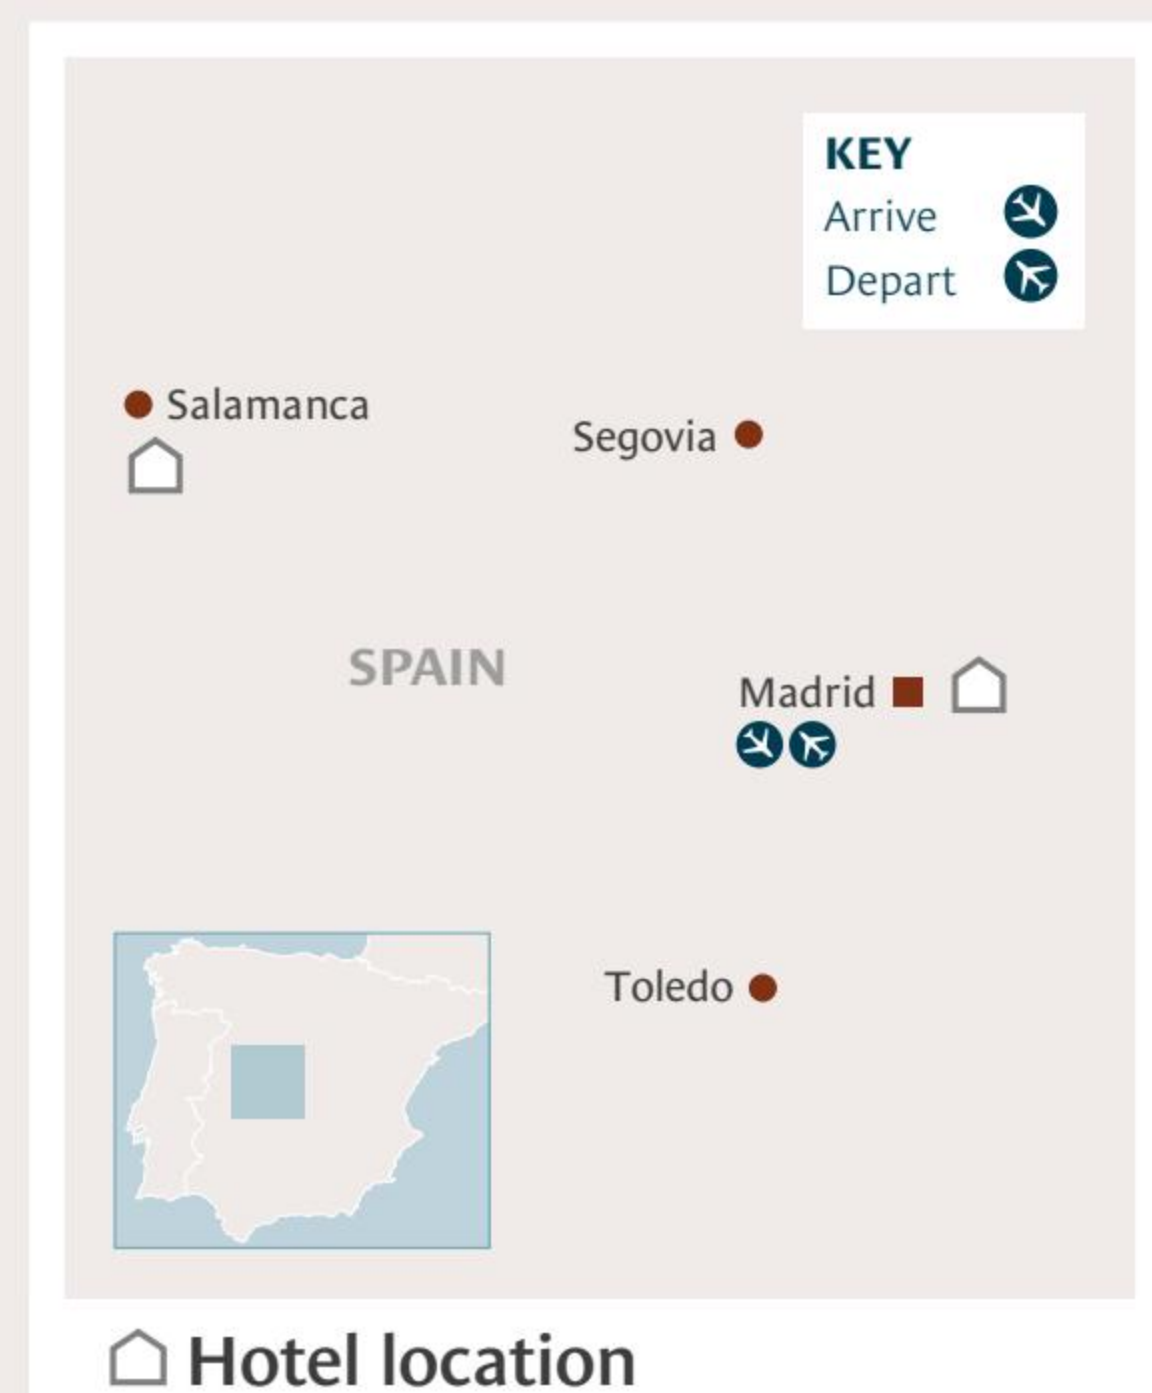 KEY
Arrive
Depart
Salamanca
Segovia
SPAIN
Madrid
Toledo
Hotel location